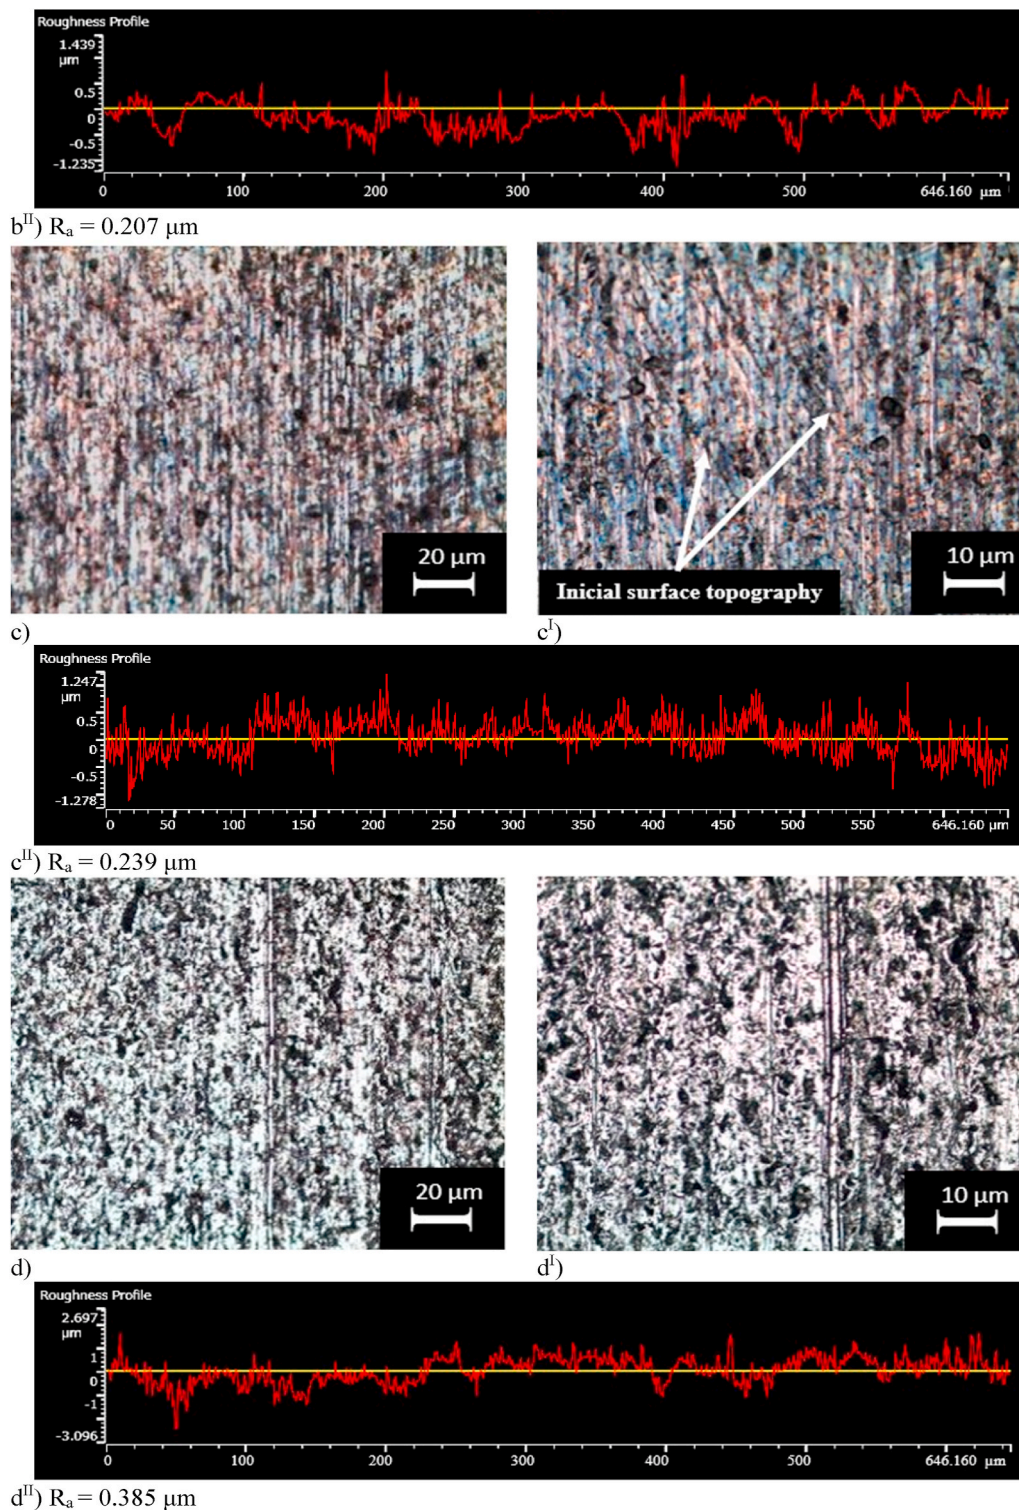 Roughness Profile
1.439
μm
0.5
0
-0.5
-1.235
0 100 200 300 400 500 646.160 μm
bᴵᴵ) Rₐ = 0.207 μm
20 μm
10 μm
Inicial surface topography
c) cᴵ)
Roughness Profile
1.247
μm
0.5
0
-0.5
-1.278
0 50 100 150 200 250 300 350 400 450 500 550 646.160 μm
cᴵᴵ) Rₐ = 0.239 μm
20 μm
10 μm
d) dᴵ)
Roughness Profile
2.697
μm
1
0
-1
-3.096
0 100 200 300 400 500 646.160 μm
dᴵᴵ) Rₐ = 0.385 μm